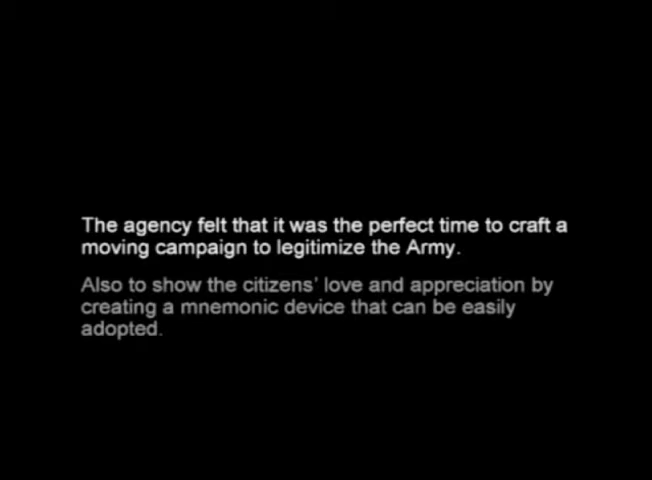 The agency felt that it was the perfect time to craft a
moving campaign to legitimize the Army.
Also to show the citizens’ love and appreciation by
creating a mnemonic device that can be easily
adopted.